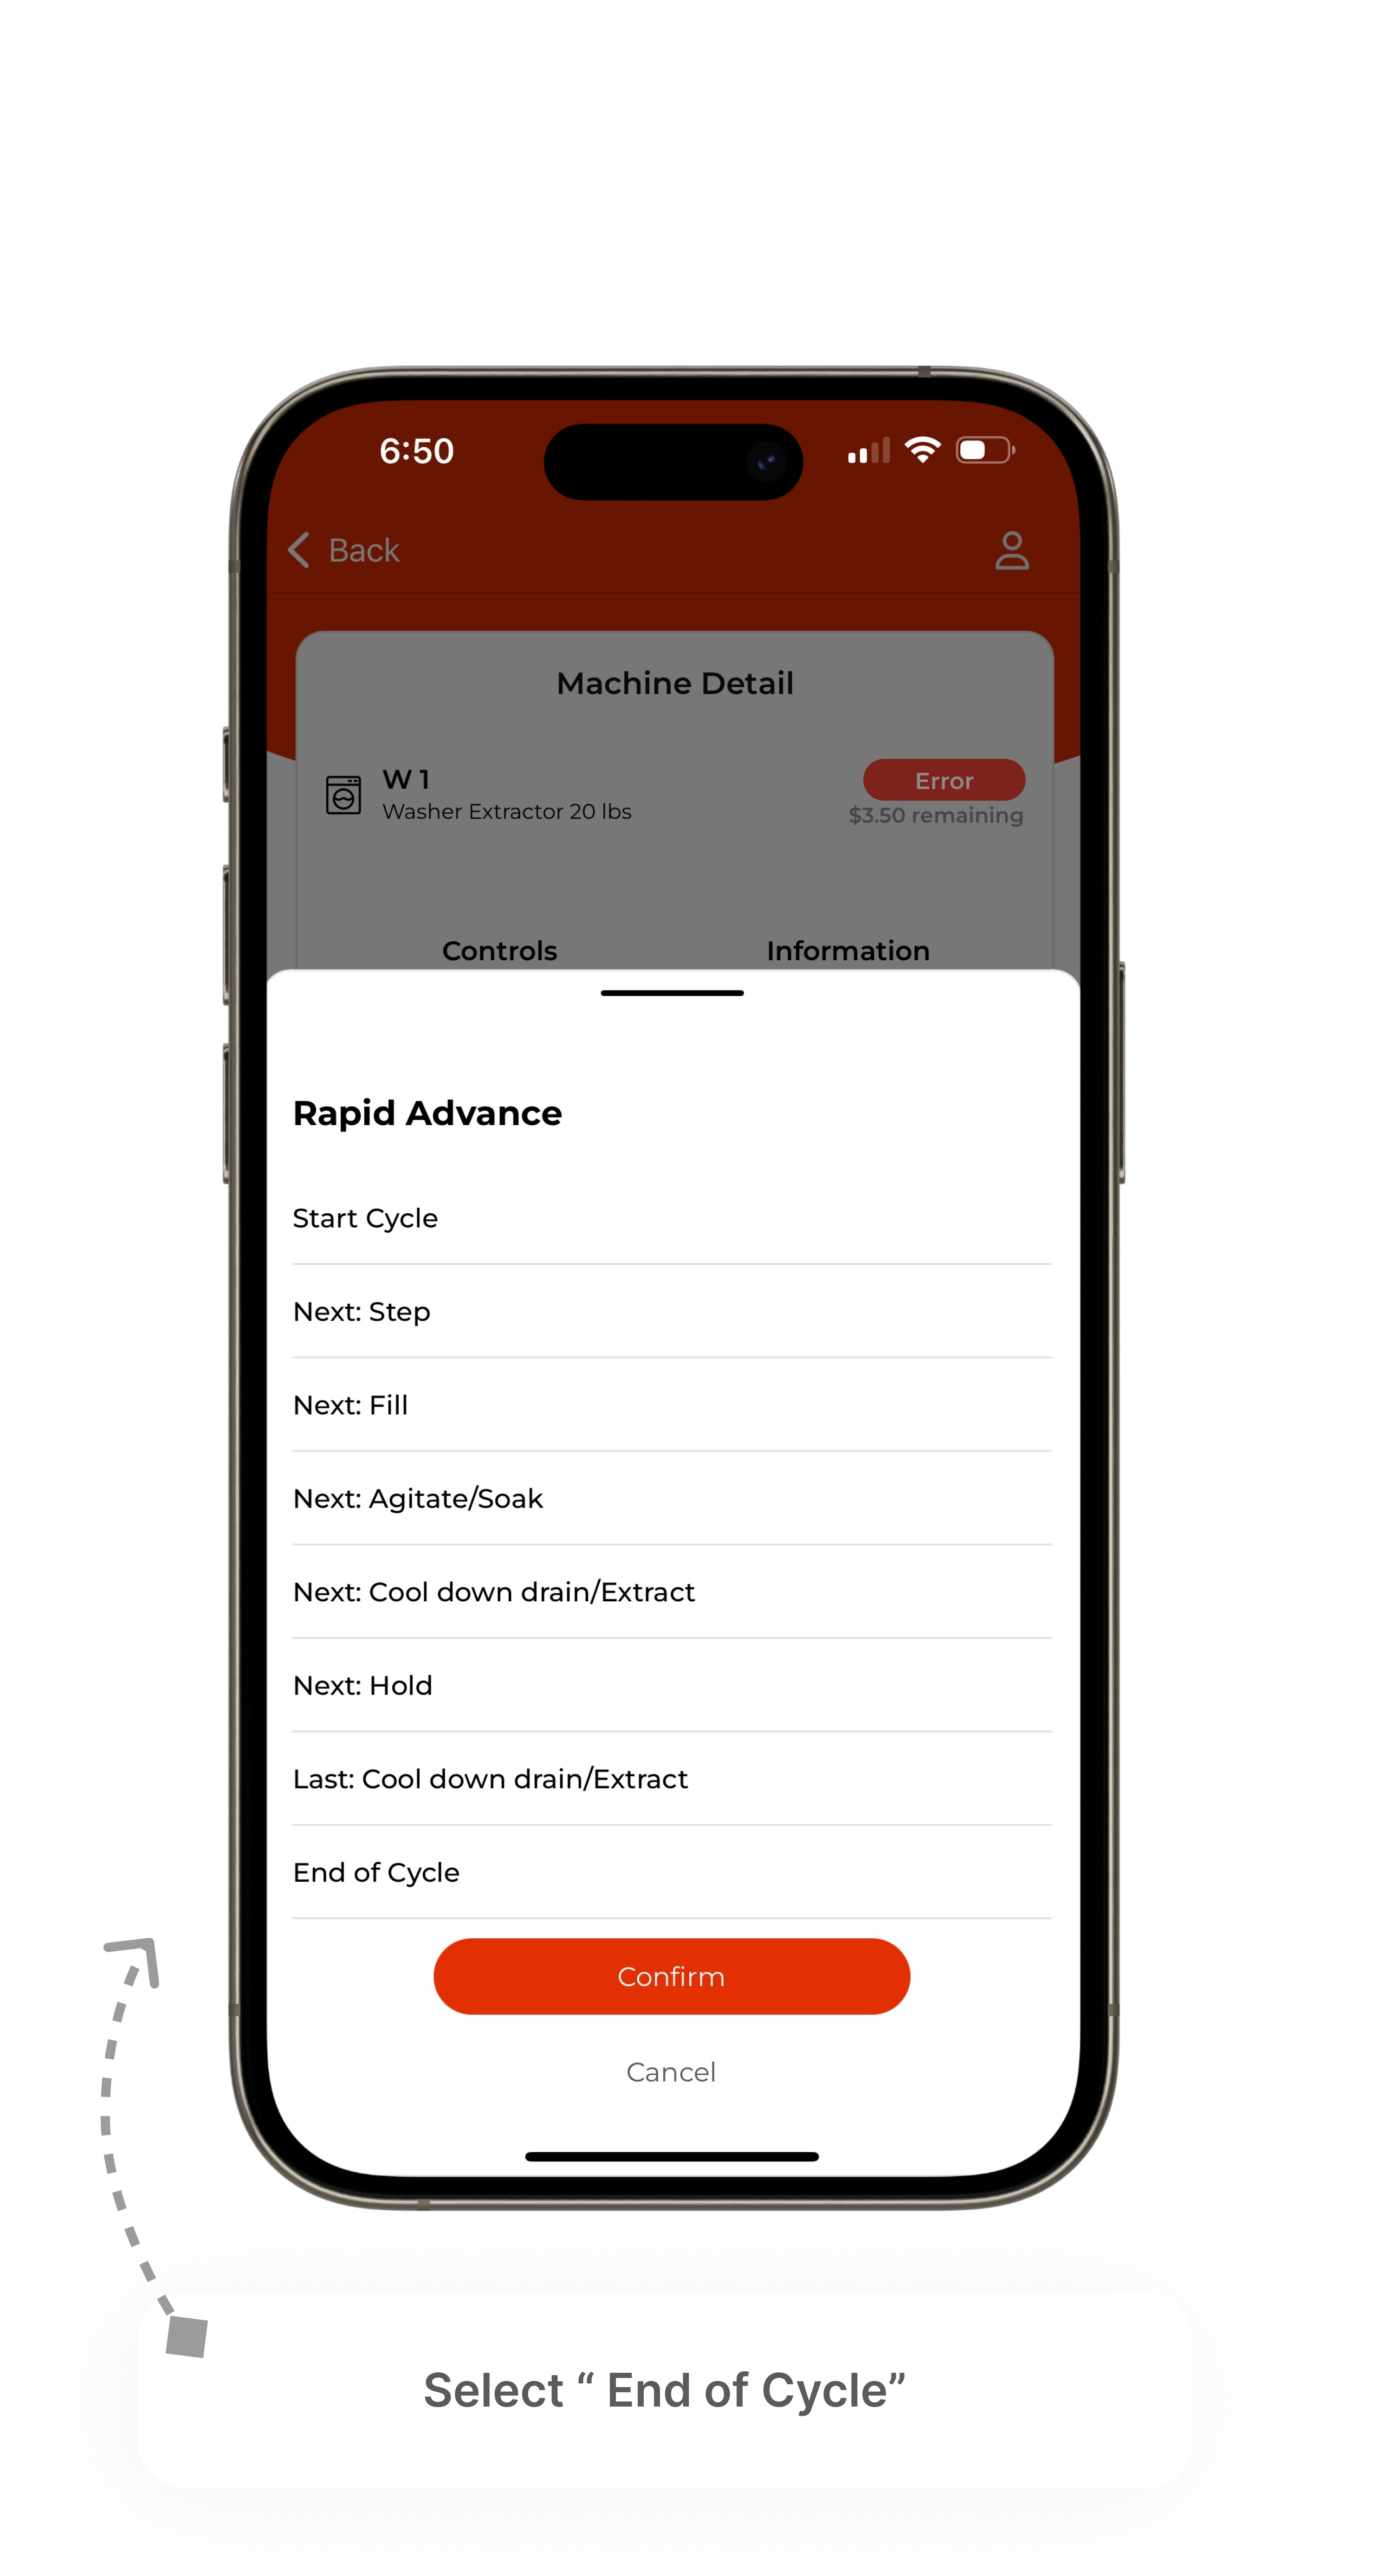 6:50
Back
Machine Detail
W 1
Error
Washer Extractor 20 lbs
$3.50 remaining
Controls Information
Rapid Advance
Start Cycle
Next: Step
Next: Fill
Next: Agitate/Soak
Next: Cool down drain/Extract
Next: Hold
Last: Cool down drain/Extract
End of Cycle
Confirm
Cancel
Select “ End of Cycle”